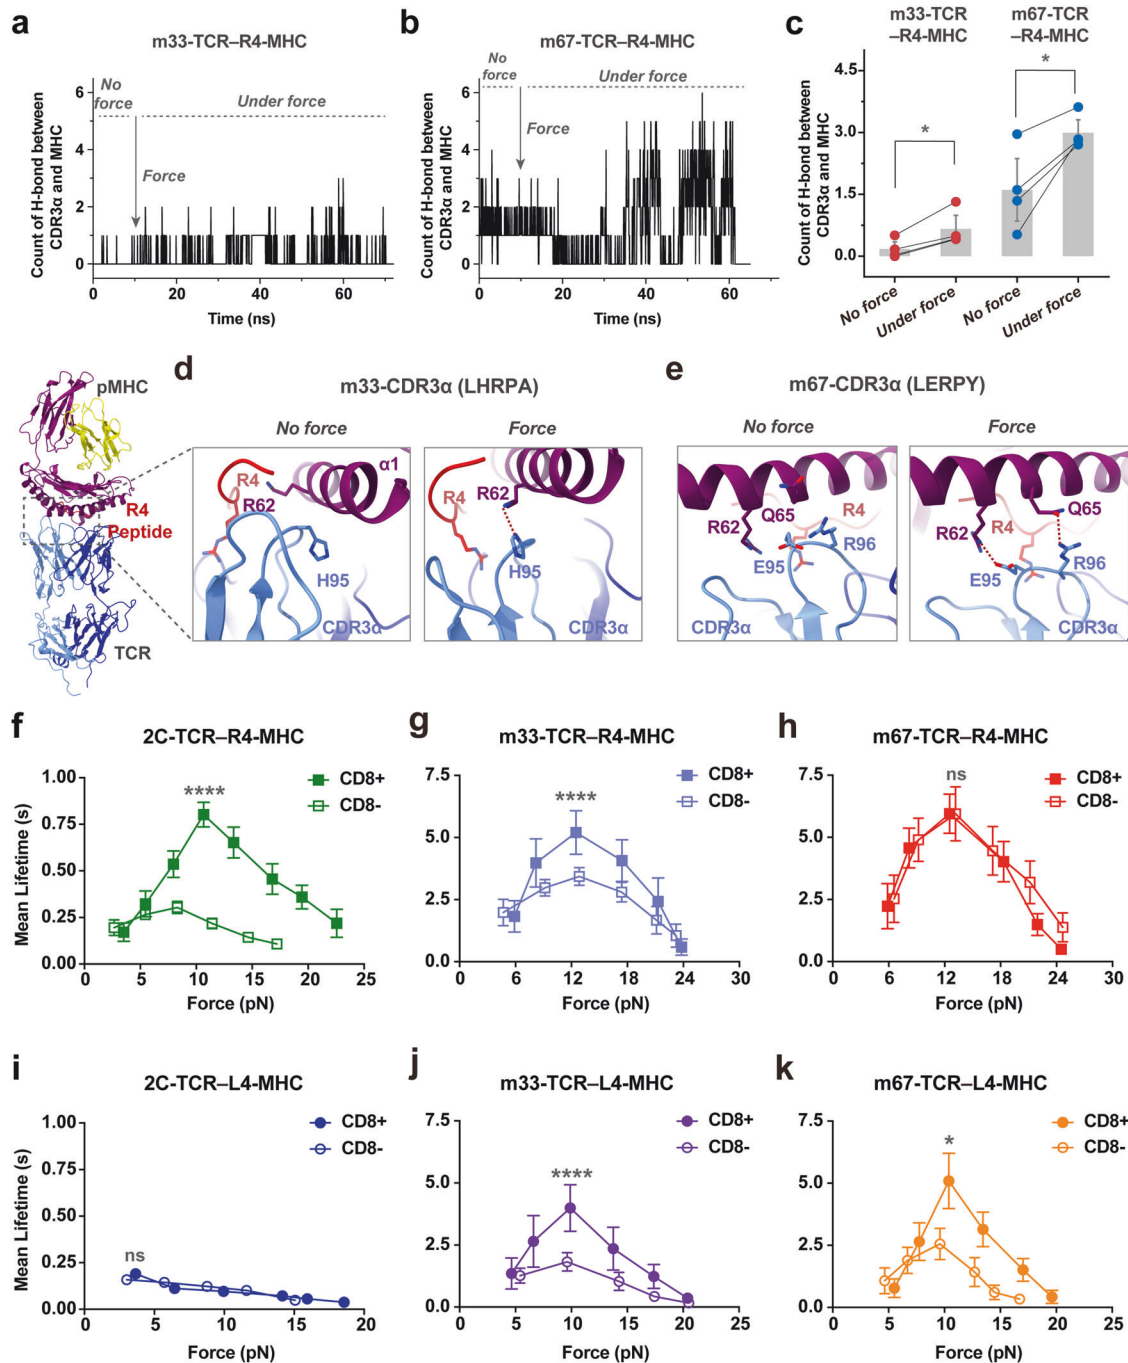 a
m33-TCR–R4-MHC
No force
Under force
Force
Count of H-bond between
CDR3α and MHC
6
4
2
0
0 20 40 60
Time (ns)
b
m67-TCR–R4-MHC
No force
Under force
Force
Count of H-bond between
CDR3α and MHC
6
4
2
0
0 20 40 60
Time (ns)
c
m33-TCR
–R4-MHC
m67-TCR
–R4-MHC
*
*
Count of H-bond between
CDR3α and MHC
4.5
3.0
1.5
0.0
No force
Under force
No force
Under force
pMHC
R4
Peptide
TCR
d
m33-CDR3α (LHRPA)
No force
Force
R4
R62
α1
H95
CDR3α
R62
R4
H95
CDR3α
e
m67-CDR3α (LERPY)
No force
Force
R62
Q65
R4
R96
E95
CDR3α
R62
R4
Q65
E95
R96
CDR3α
f
2C-TCR–R4-MHC
CD8+
CD8-
****
Mean Lifetime (s)
1.00
0.75
0.50
0.25
0.00
0 5 10 15 20 25
Force (pN)
g
m33-TCR–R4-MHC
CD8+
CD8-
****
7.5
5.0
2.5
0.0
0 6 12 18 24 30
Force (pN)
h
m67-TCR–R4-MHC
CD8+
CD8-
ns
7.5
5.0
2.5
0.0
0 6 12 18 24 30
Force (pN)
i
2C-TCR–L4-MHC
CD8+
CD8-
ns
Mean Lifetime (s)
1.00
0.75
0.50
0.25
0.00
0 5 10 15 20
Force (pN)
j
m33-TCR–L4-MHC
CD8+
CD8-
****
7.5
5.0
2.5
0
0 5 10 15 20 25
Force (pN)
k
m67-TCR–L4-MHC
CD8+
CD8-
*
7.5
5.0
2.5
0.0
0 5 10 15 20 25
Force (pN)